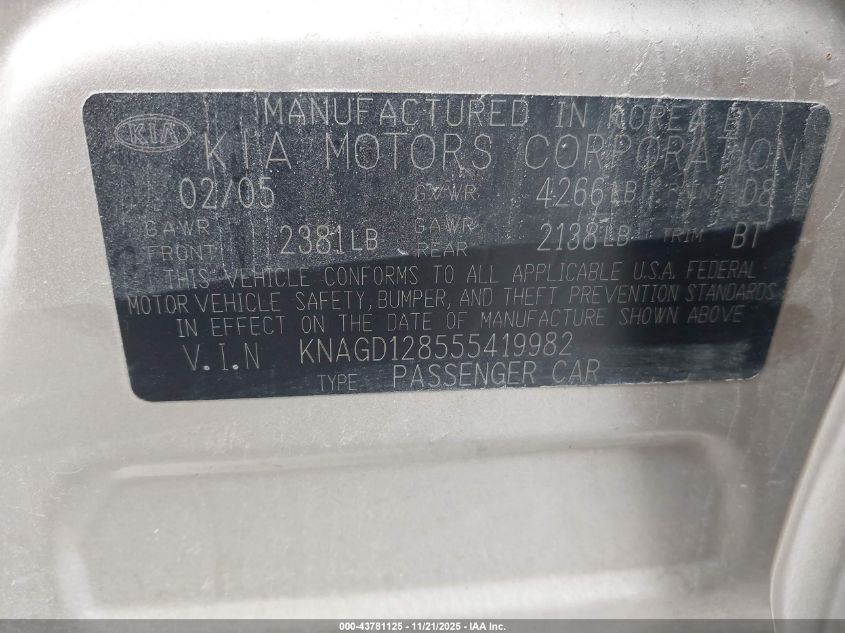 MANUFACTURED IN KOREA BY
KIA KIA MOTORS CORPORATION
02/05 GVWR 4266LB PAINT D8
GAWR FRONT 2381LB GAWR REAR 2138LB TRIM BT
THIS VEHICLE CONFORMS TO ALL APPLICABLE U.S.A. FEDERAL
MOTOR VEHICLE SAFETY, BUMPER, AND THEFT PREVENTION STANDARDS
IN EFFECT ON THE DATE OF MANUFACTURE SHOWN ABOVE
V.I.N KNAGD128555419982
TYPE PASSENGER CAR
000-43781125 - 11/21/2025 - IAA Inc.